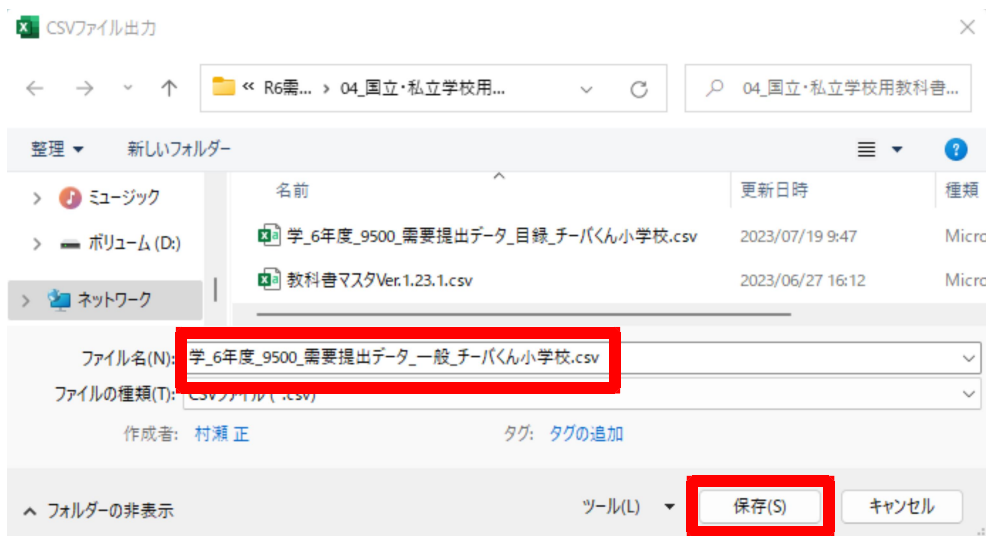 CSVファイル出力
« R6需... › 04_国立・私立学校用...
04_国立・私立学校用教科書...
整理 新しいフォルダー
名前 更新日時 種類
ミュージック
ボリューム (D:)
ネットワーク
学_6年度_9500_需要提出データ_目録_チーバくん小学校.csv 2023/07/19 9:47 Micro
教科書マスタVer.1.23.1.csv 2023/06/27 16:12 Micro
ファイル名(N): 学_6年度_9500_需要提出データ_一般_チーバくん小学校.csv
ファイルの種類(T): CSVファイル (*.csv)
作成者: 村瀬 正 タグ: タグの追加
フォルダーの非表示 ツール(L) 保存(S) キャンセル